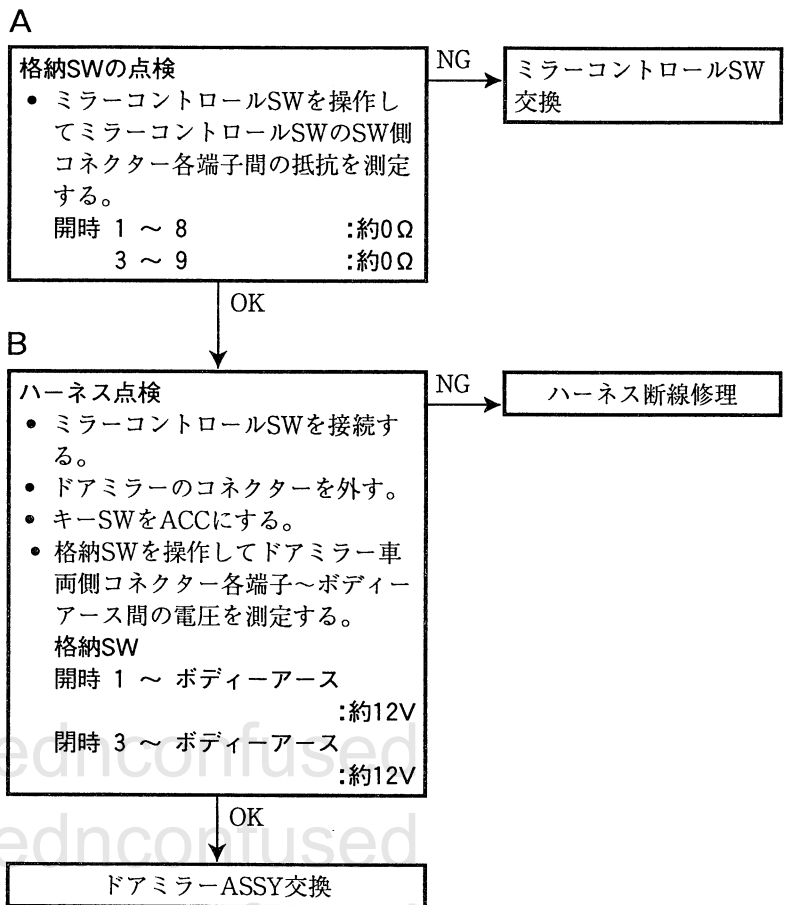 A
格納SWの点検
• ミラーコントロールSWを操作し
てミラーコントロールSWのSW側
コネクター各端子間の抵抗を測定
する。
開時 1 ～ 8 :約0Ω
3 ～ 9 :約0Ω
NG
ミラーコントロールSW
交換
OK
B
ハーネス点検
• ミラーコントロールSWを接続す
る。
• ドアミラーのコネクターを外す。
• キーSWをACCにする。
• 格納SWを操作してドアミラー車
両側コネクター各端子～ボディー
アース間の電圧を測定する。
格納SW
開時 1 ～ ボディーアース
:約12V
閉時 3 ～ ボディーアース
:約12V
NG
ハーネス断線修理
OK
ドアミラーASSY交換
ednconfused
ednconfused